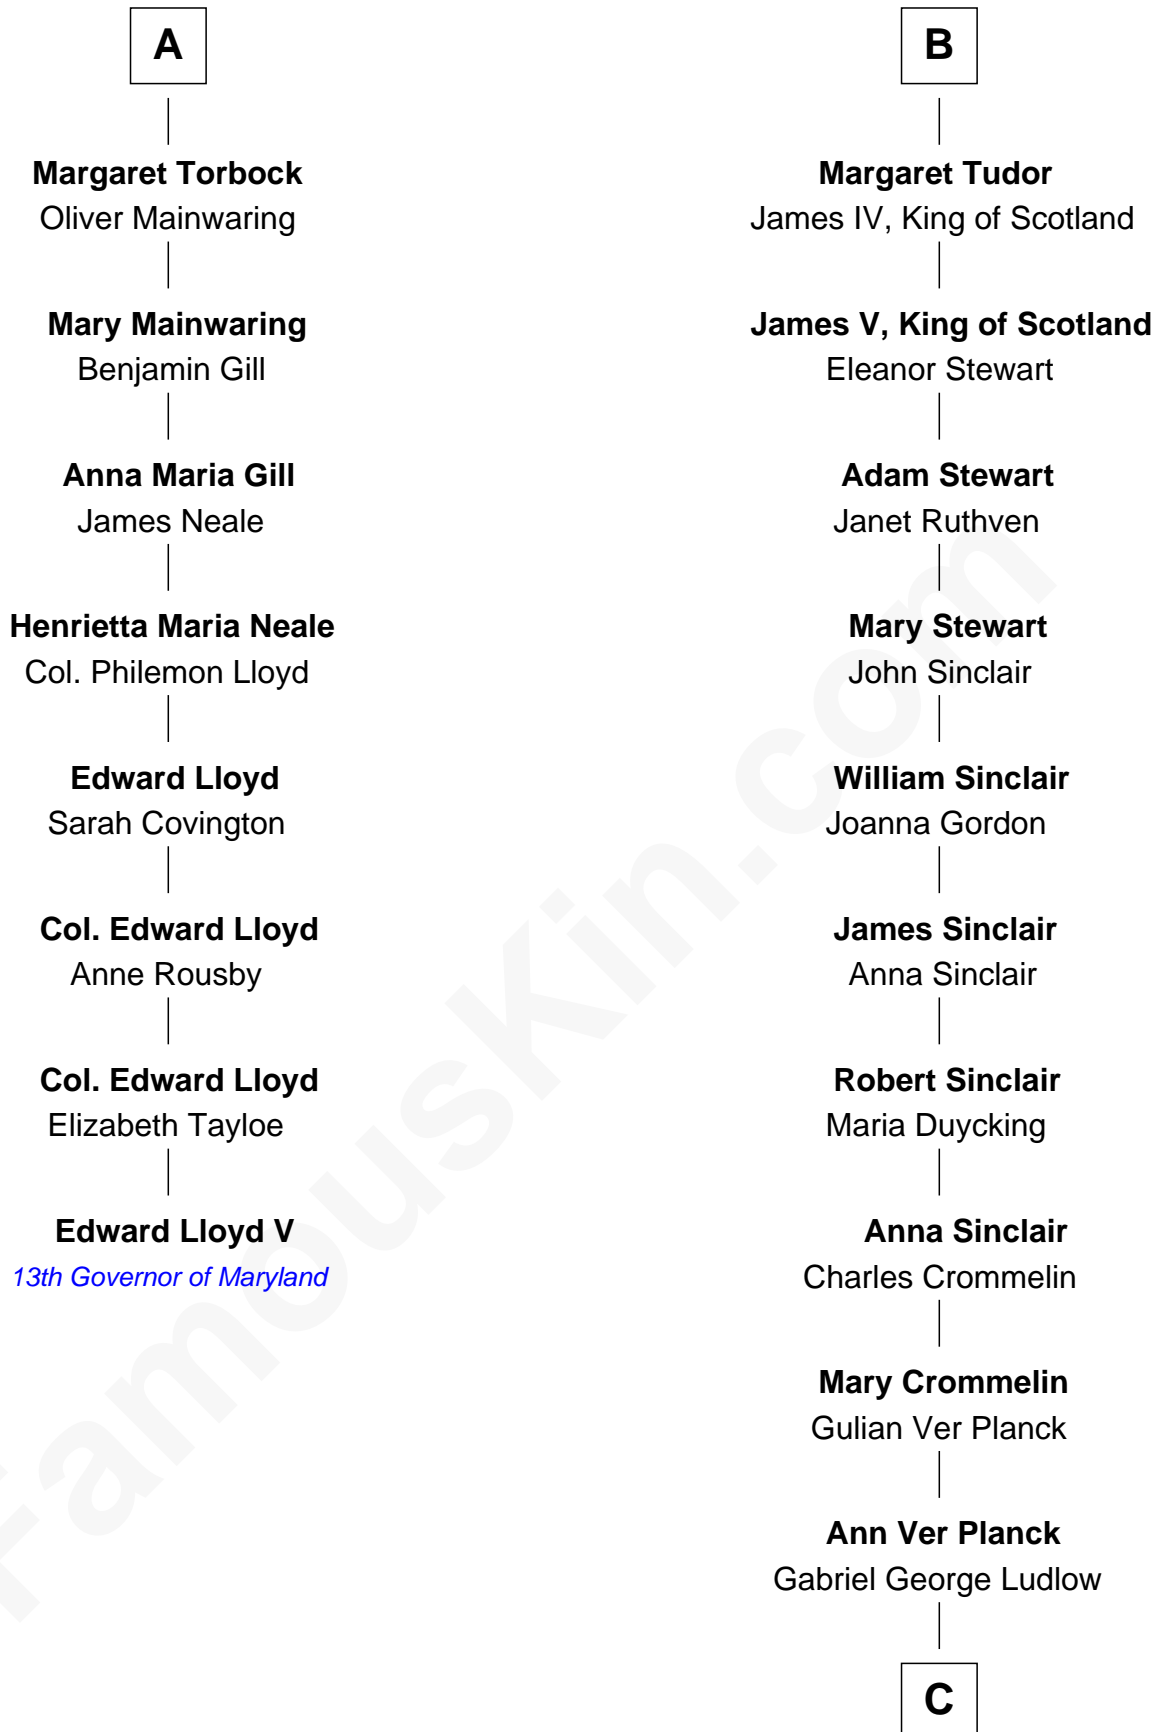 A
Margaret Torbock
Oliver Mainwaring
Mary Mainwaring
Benjamin Gill
Anna Maria Gill
James Neale
Henrietta Maria Neale
Col. Philemon Lloyd
Edward Lloyd
Sarah Covington
Col. Edward Lloyd
Anne Rousby
Col. Edward Lloyd
Elizabeth Tayloe
Edward Lloyd V
13th Governor of Maryland
B
Margaret Tudor
James IV, King of Scotland
James V, King of Scotland
Eleanor Stewart
Adam Stewart
Janet Ruthven
Mary Stewart
John Sinclair
William Sinclair
Joanna Gordon
James Sinclair
Anna Sinclair
Robert Sinclair
Maria Duycking
Anna Sinclair
Charles Crommelin
Mary Crommelin
Gulian Ver Planck
Ann Ver Planck
Gabriel George Ludlow
C
FamousKin.com